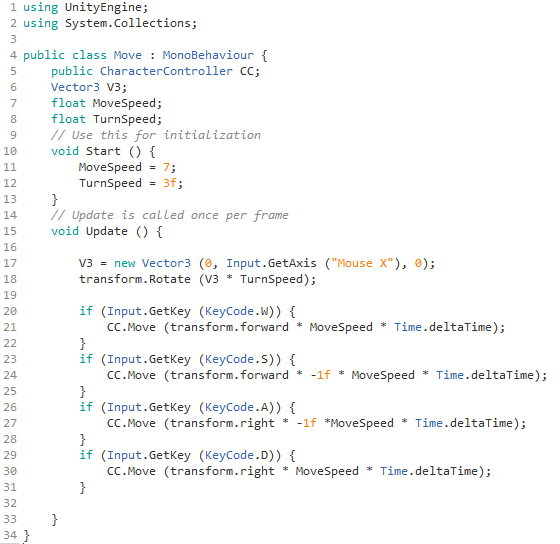 1 using UnityEngine;
2 using System.Collections;
3
4 public class Move : MonoBehaviour {
5     public CharacterController CC;
6     Vector3 V3;
7     float MoveSpeed;
8     float TurnSpeed;
9     // Use this for initialization
10     void Start () {
11         MoveSpeed = 7;
12         TurnSpeed = 3f;
13     }
14     // Update is called once per frame
15     void Update () {
16
17         V3 = new Vector3 (0, Input.GetAxis ("Mouse X"), 0);
18         transform.Rotate (V3 * TurnSpeed);
19
20         if (Input.GetKey (KeyCode.W)) {
21             CC.Move (transform.forward * MoveSpeed * Time.deltaTime);
22         }
23         if (Input.GetKey (KeyCode.S)) {
24             CC.Move (transform.forward * -1f * MoveSpeed * Time.deltaTime);
25         }
26         if (Input.GetKey (KeyCode.A)) {
27             CC.Move (transform.right * -1f *MoveSpeed * Time.deltaTime);
28         }
29         if (Input.GetKey (KeyCode.D)) {
30             CC.Move (transform.right * MoveSpeed * Time.deltaTime);
31         }
32
33     }
34 }